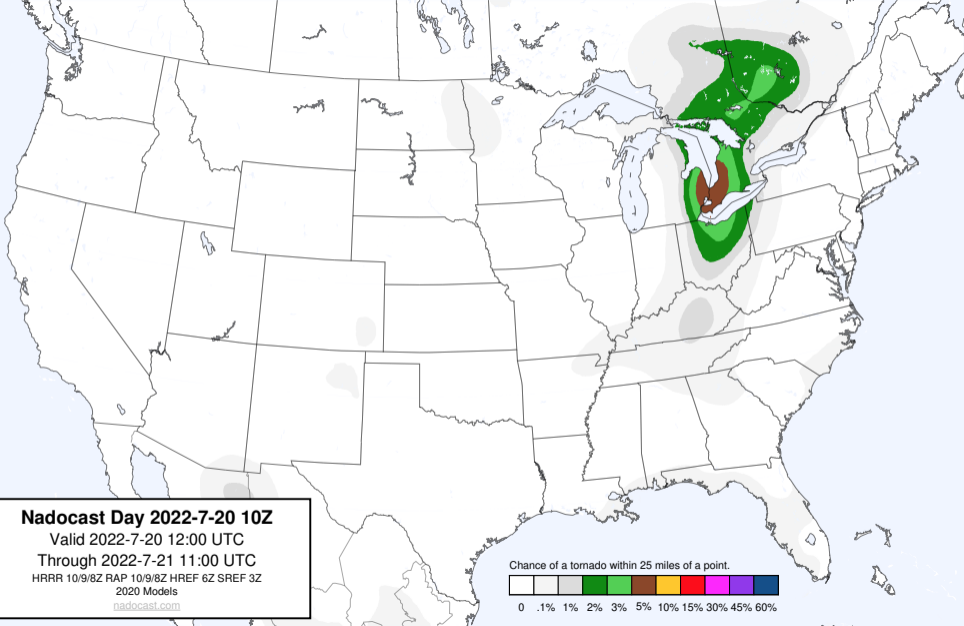 Nadocast Day 2022-7-20 10Z
Valid 2022-7-20 12:00 UTC
Through 2022-7-21 11:00 UTC
HRRR 10/9/8Z RAP 10/9/8Z HREF 6Z SREF 3Z
2020 Models
nadocast.com
Chance of a tornado within 25 miles of a point.
0 .1% 1% 2% 3% 5% 10% 15% 30% 45% 60%